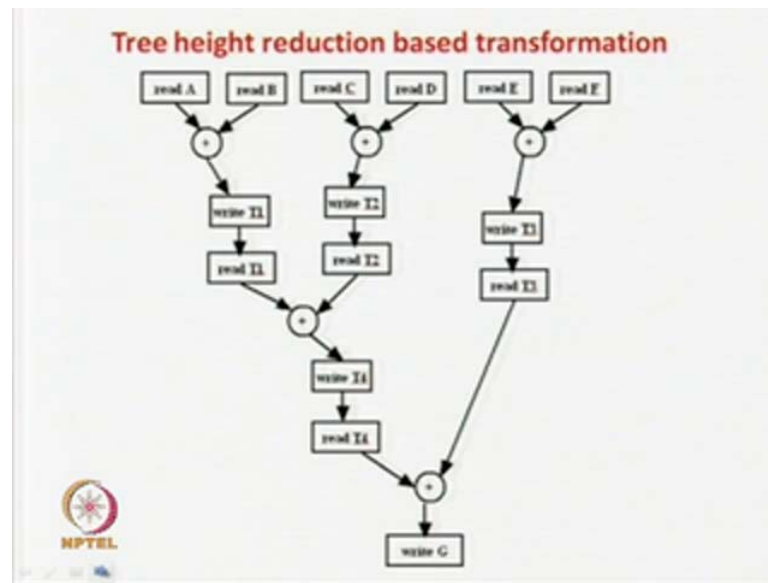 Tree height reduction based transformation
read A
read B
read C
read D
read E
read F
+
+
+
write T1
write T2
write T3
read T1
read T2
read T3
+
write T4
read T4
+
write G
NPTEL